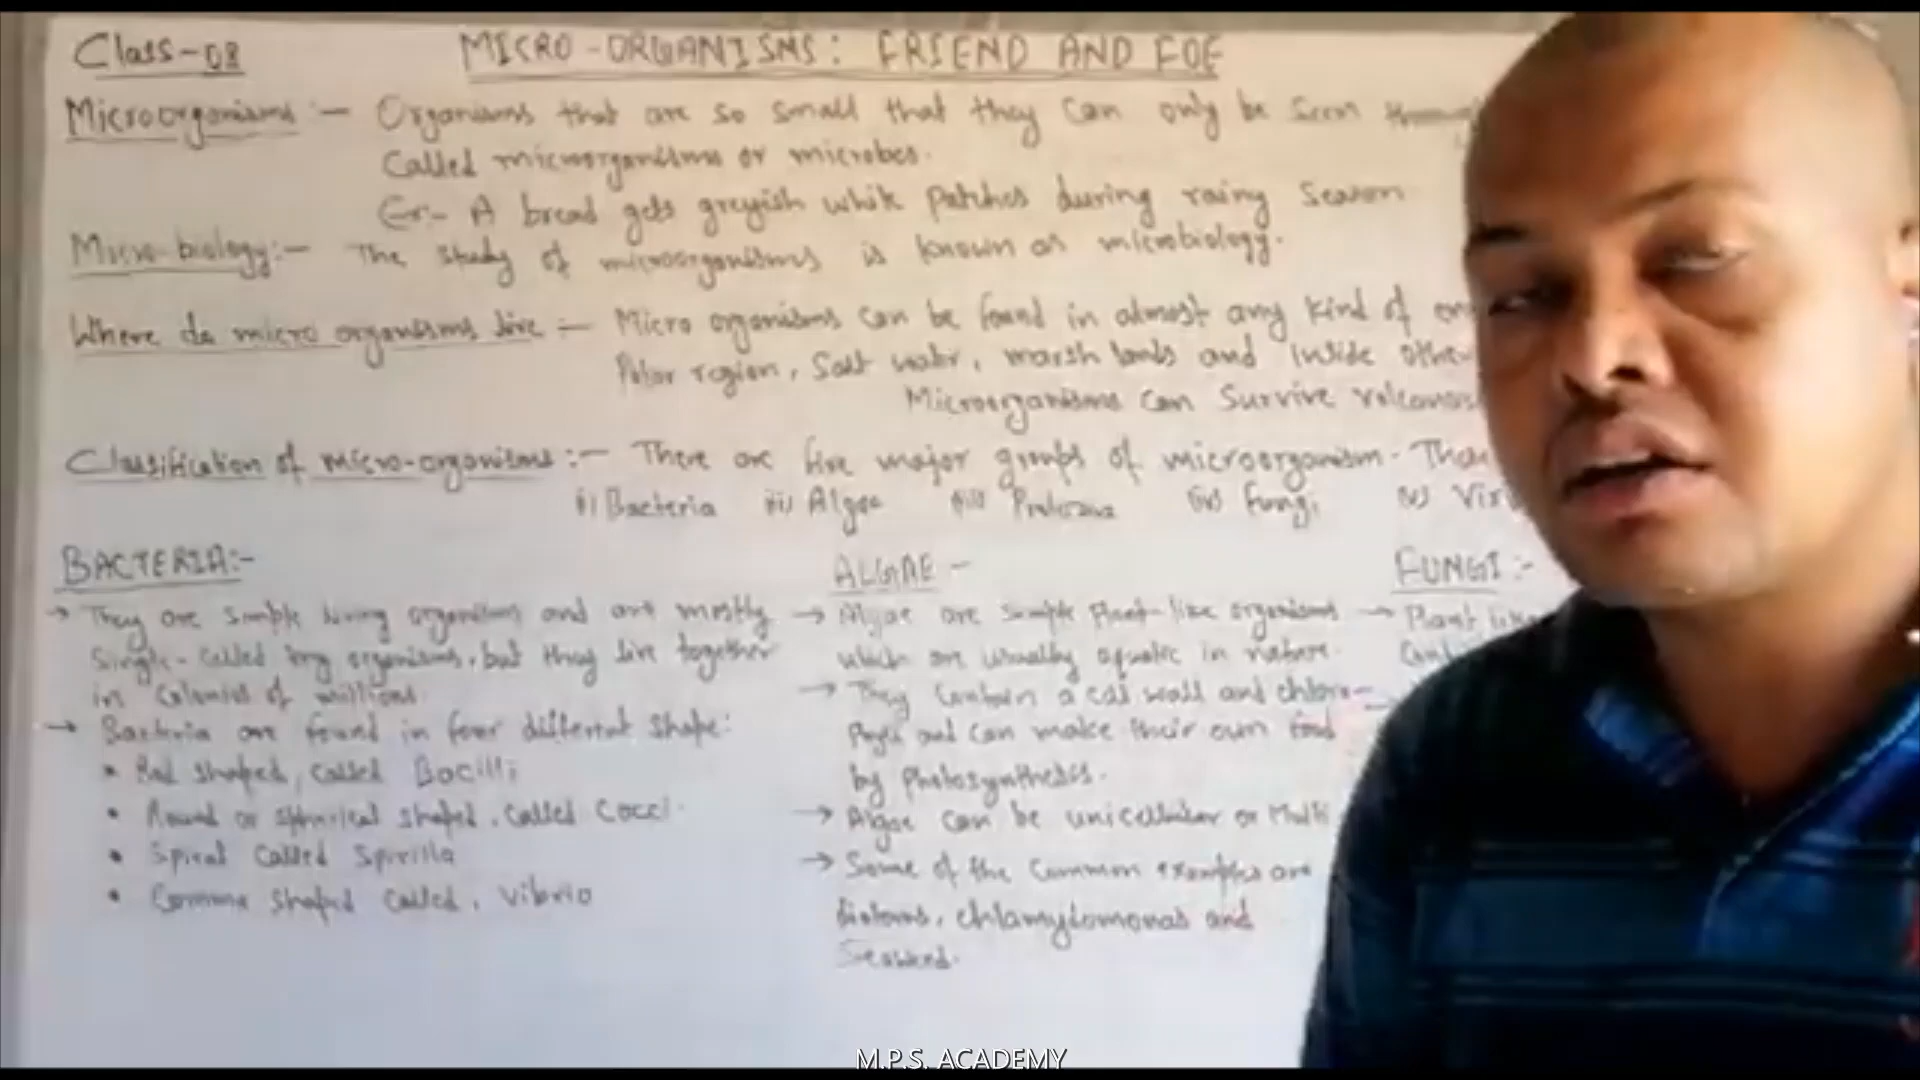 Class-08
MICRO-ORGANISMS: FRIEND AND FOE
Microorganisms :- Organisms that are so small that they can only be seen
called microorganisms or microbes.
Ex:- A bread gets greyish white patches during rainy season
Micro-biology:- The study of microorganisms is known as microbiology.
Where do micro organisms live :- Micro organisms can be found in almost any kind of
Polar region, Salt water, marsh lands and inside
Microorganisms can survive
Classification of micro-organisms:- There are five major groups of microorganism.
(i) Bacteria (ii) Algae (iii) Protozoa (iv) Fungi (v)
BACTERIA:-
→ They are simple living organisms and are mostly
Single-celled organisms, but they live together
in colonies of millions.
→ Bacteria are found in four different shape:
• Rod shaped, called Bacilli
• Round or spherical shaped, called Cocci.
• Spiral called Spirilla
• Comma shaped called, Vibrio
ALGAE -
→ Algae are simple plant-like organisms
which are usually aquatic in nature.
→ They contain a cell wall and chloro-
and can make their own food
by photosynthesis.
→ Algae can be unicellular or Multi
→ Some of the common examples are
diatoms, chlamydomonas and
Seaweed.
FUNGI :-
→ Plant
M.P.S. ACADEMY